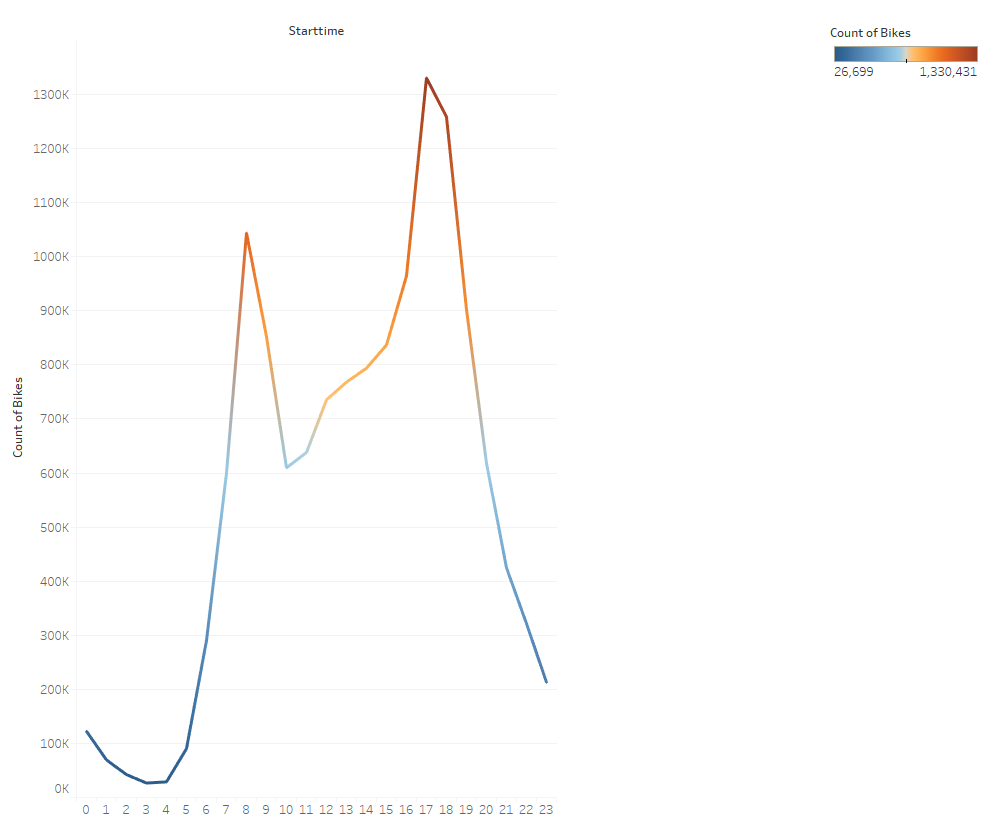 Starttime
Count of Bikes
26,699 1,330,431
1300K
1200K
1100K
1000K
900K
800K
700K
600K
500K
400K
300K
200K
100K
0K
Count of Bikes
0 1 2 3 4 5 6 7 8 9 10 11 12 13 14 15 16 17 18 19 20 21 22 23